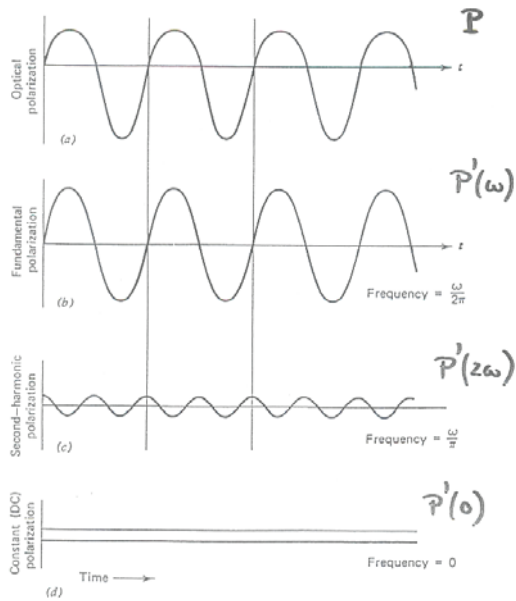 P
Optical
polarization
t
(a)
P'(ω)
Fundamental
polarization
t
(b)
Frequency = ω/2π
P'(2ω)
Second-harmonic
polarization
(c)
Frequency = ω/π
P'(0)
Constant (DC)
polarization
Frequency = 0
Time
(d)